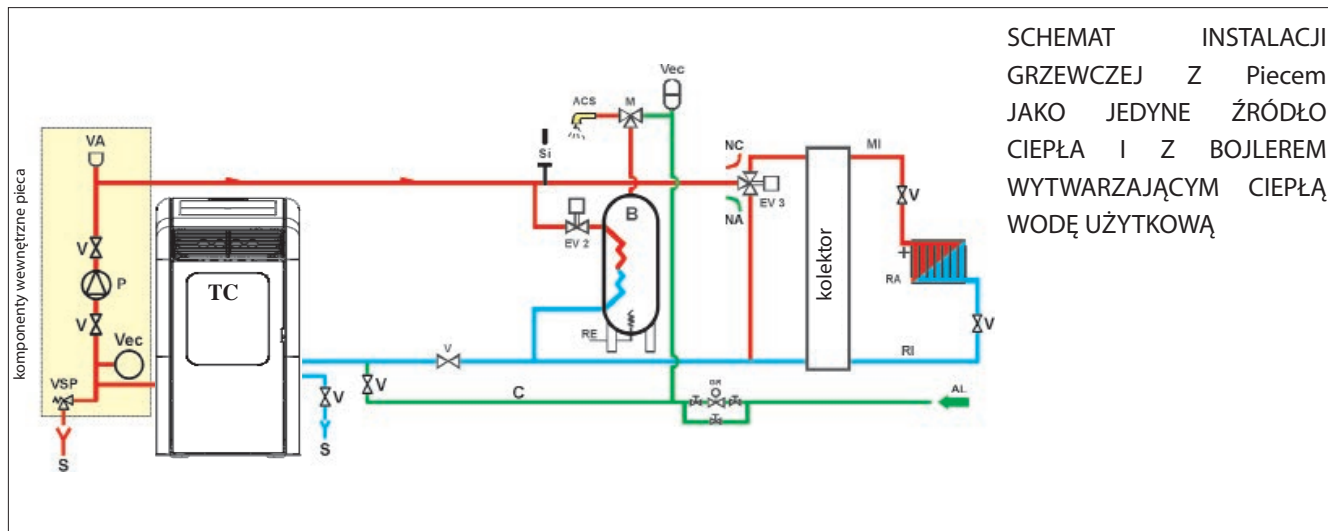 SCHEMAT INSTALACJI
GRZEWCZEJ Z Piecem
JAKO JEDYNE ŹRÓDŁO
CIEPŁA I Z BOJLEREM
WYTWARZAJĄCYM CIEPŁĄ
WODĘ UŻYTKOWĄ
komponenty wewnętrzne pieca
VA
V
P
V
Vec
VSP
S
TC
V
S
V
C
Si
EV 2
ACS
M
Vec
B
RE
NC
NA
EV 3
kolektor
MI
V
RA
V
RI
GR
AL